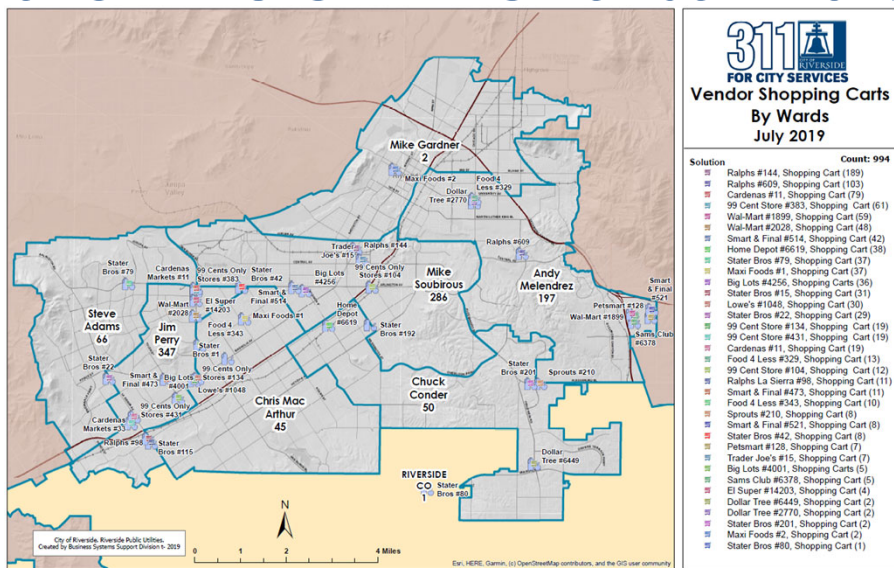 311
CITY OF
RIVERSIDE
FOR CITY SERVICES
Vendor Shopping Carts
By Wards
July 2019
Solution
Count: 994
Ralphs #144, Shopping Cart (189)
Ralphs #609, Shopping Cart (103)
Cardenas #11, Shopping Cart (79)
99 Cent Store #383, Shopping Cart (61)
Wal-Mart #1899, Shopping Cart (59)
Wal-Mart #2028, Shopping Cart (48)
Smart & Final #514, Shopping Cart (42)
Home Depot #6619, Shopping Cart (38)
Stater Bros #79, Shopping Cart (37)
Maxi Foods #1, Shopping Cart (37)
Big Lots #4256, Shopping Carts (36)
Stater Bros #15, Shopping Cart (31)
Lowe's #1048, Shopping Cart (30)
Stater Bros #22, Shopping Cart (29)
99 Cent Store #134, Shopping Cart (19)
99 Cent Store #431, Shopping Cart (19)
Cardenas #11, Shopping Cart (19)
Food 4 Less #329, Shopping Cart (13)
99 Cent Store #104, Shopping Cart (12)
Ralphs La Sierra #98, Shopping Cart (11)
Smart & Final #473, Shopping Cart (11)
Food 4 Less #343, Shopping Cart (10)
Sprouts #210, Shopping Cart (8)
Smart & Final #521, Shopping Cart (8)
Stater Bros #42, Shopping Cart (8)
Petsmart #128, Shopping Cart (7)
Trader Joe's #15, Shopping Cart (7)
Big Lots #4001, Shopping Carts (5)
Sams Club #6378, Shopping Cart (5)
El Super #14203, Shopping Cart (4)
Dollar Tree #6449, Shopping Cart (2)
Dollar Tree #2770, Shopping Cart (2)
Stater Bros #201, Shopping Cart (2)
Maxi Foods #2, Shopping Cart (2)
Stater Bros #80, Shopping Cart (1)
Mike Gardner
2
Maxi Foods #2
Food 4
Less #329
Dollar
Tree #2770
Trader
Joe's #15
Ralphs #144
Ralphs #609
Stater
Bros #79
Cardenas
Markets #11
99 Cents Only
Stores #383
Stater
Bros #42
Big Lots
#4256
99 Cents Only
Stores #104
Mike
Soubirous
286
Andy
Melendrez
197
Smart
& Final
#521
Petsmart #128
Wal-Mart #1899
Sams Club
#6378
Wal-Mart
#2028
El Super
#14203
Smart &
Final #514
Maxi Foods #1
Food 4
Less #343
Home
Depot
#6619
Stater
Bros #192
Steve
Adams
66
Jim
Perry
347
Stater
Bros #1
Stater
Bros #22
Smart &
Final #473
Big Lots
#4001
99 Cents Only
Stores #134
Lowe's #1048
99 Cents Only
Stores #431
Cardenas
Markets #33
Ralphs #98
Stater
Bros #115
Chris Mac
Arthur
45
Chuck
Conder
50
Stater
Bros #201
Sprouts #210
Dollar
Tree #6449
RIVERSIDE
CO
1
Stater
Bros #80
N
0 1 2 4 Miles
City of Riverside. Riverside Public Utilities.
Created by Business Systems Support Division t- 2019
Esri, HERE, Garmin, (c) OpenStreetMap contributors, and the GIS user community